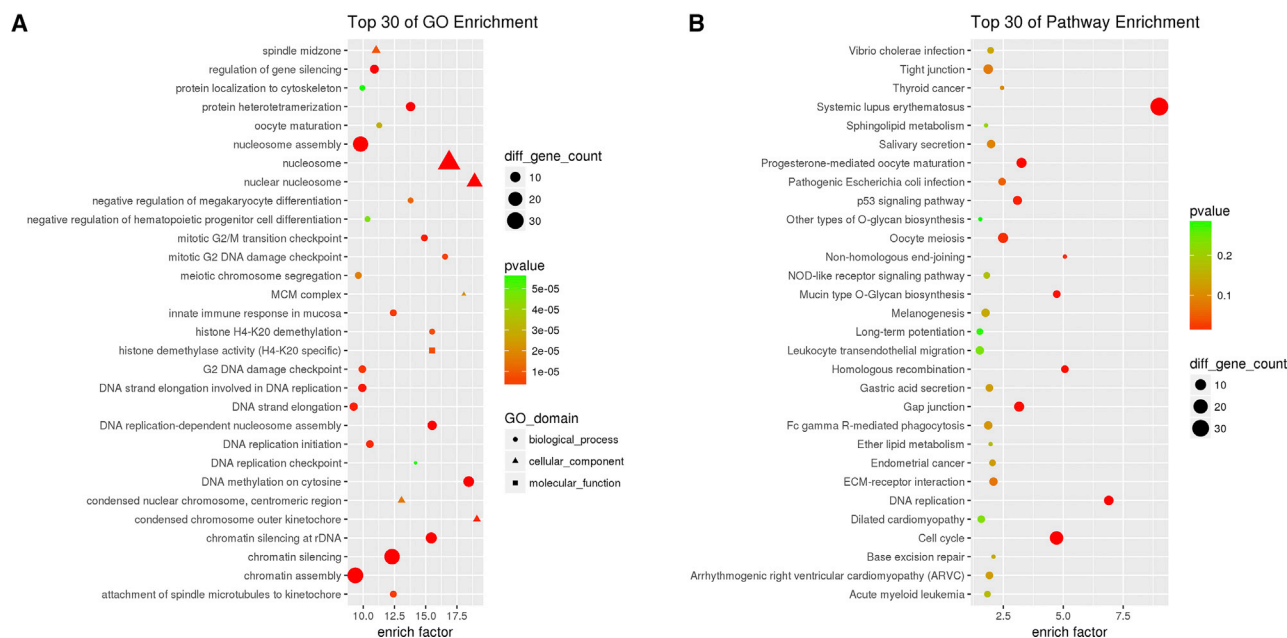 A
Top 30 of GO Enrichment
spindle midzone
regulation of gene silencing
protein localization to cytoskeleton
protein heterotetramerization
oocyte maturation
nucleosome assembly
nucleosome
nuclear nucleosome
negative regulation of megakaryocyte differentiation
negative regulation of hematopoietic progenitor cell differentiation
mitotic G2/M transition checkpoint
mitotic G2 DNA damage checkpoint
meiotic chromosome segregation
MCM complex
innate immune response in mucosa
histone H4-K20 demethylation
histone demethylase activity (H4-K20 specific)
G2 DNA damage checkpoint
DNA strand elongation involved in DNA replication
DNA strand elongation
DNA replication-dependent nucleosome assembly
DNA replication initiation
DNA replication checkpoint
DNA methylation on cytosine
condensed nuclear chromosome, centromeric region
condensed chromosome outer kinetochore
chromatin silencing at rDNA
chromatin silencing
chromatin assembly
attachment of spindle microtubules to kinetochore
10.0 12.5 15.0 17.5
enrich factor
diff_gene_count
10
20
30
pvalue
5e-05
4e-05
3e-05
2e-05
1e-05
GO_domain
biological_process
cellular_component
molecular_function
B
Top 30 of Pathway Enrichment
Vibrio cholerae infection
Tight junction
Thyroid cancer
Systemic lupus erythematosus
Sphingolipid metabolism
Salivary secretion
Progesterone-mediated oocyte maturation
Pathogenic Escherichia coli infection
p53 signaling pathway
Other types of O-glycan biosynthesis
Oocyte meiosis
Non-homologous end-joining
NOD-like receptor signaling pathway
Mucin type O-Glycan biosynthesis
Melanogenesis
Long-term potentiation
Leukocyte transendothelial migration
Homologous recombination
Gastric acid secretion
Gap junction
Fc gamma R-mediated phagocytosis
Ether lipid metabolism
Endometrial cancer
ECM-receptor interaction
DNA replication
Dilated cardiomyopathy
Cell cycle
Base excision repair
Arrhythmogenic right ventricular cardiomyopathy (ARVC)
Acute myeloid leukemia
2.5 5.0 7.5
enrich factor
pvalue
0.2
0.1
diff_gene_count
10
20
30